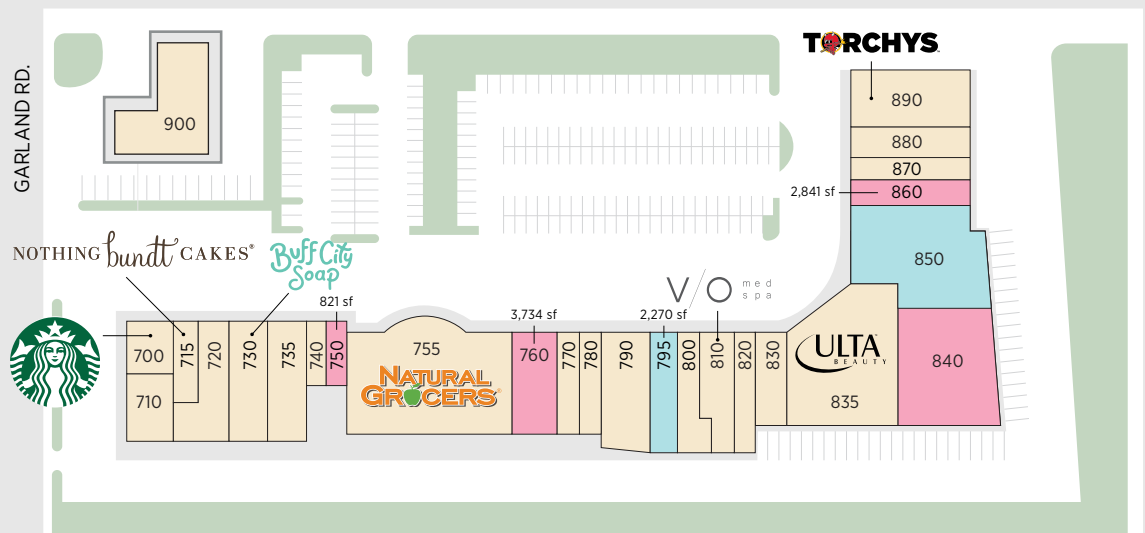 TORCHYS
GARLAND RD.
900
890
880
870
2,841 sf
860
NOTHING bundt CAKES®
Buff City
Soap
850
V/O med
spa
821 sf
3,734 sf
2,270 sf
700
715
720
730
735
740
750
755
760
770
780
790
795
800
810
820
830
ULTA
BEAUTY
840
NATURAL
GROCERS®
710
835